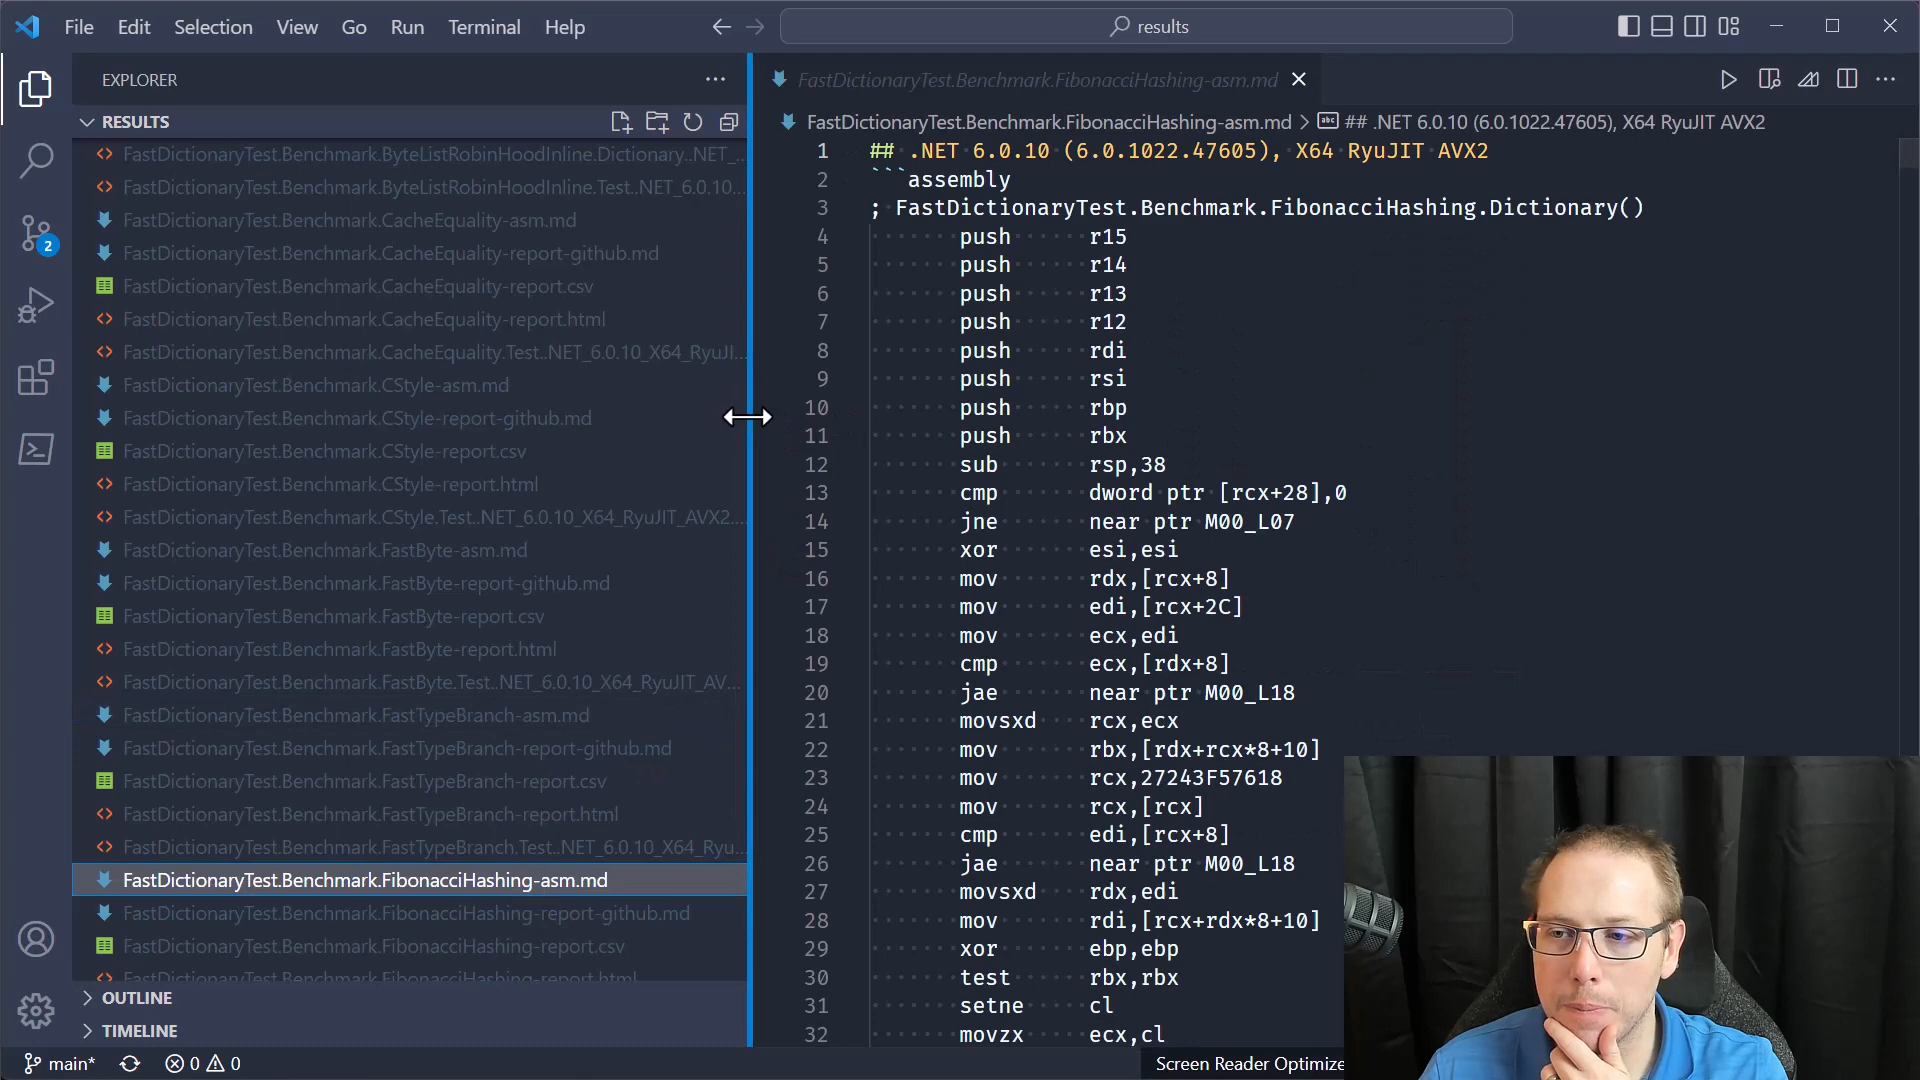 File Edit Selection View Go Run Terminal Help
results
EXPLORER
RESULTS
FastDictionaryTest.Benchmark.ByteListRobinHoodInline.Dictionary..NET_...
FastDictionaryTest.Benchmark.ByteListRobinHoodInline.Test..NET_6.0.10...
FastDictionaryTest.Benchmark.CacheEquality-asm.md
FastDictionaryTest.Benchmark.CacheEquality-report-github.md
FastDictionaryTest.Benchmark.CacheEquality-report.csv
FastDictionaryTest.Benchmark.CacheEquality-report.html
FastDictionaryTest.Benchmark.CacheEquality.Test..NET_6.0.10_X64_RyuJI...
FastDictionaryTest.Benchmark.CStyle-asm.md
FastDictionaryTest.Benchmark.CStyle-report-github.md
FastDictionaryTest.Benchmark.CStyle-report.csv
FastDictionaryTest.Benchmark.CStyle-report.html
FastDictionaryTest.Benchmark.CStyle.Test..NET_6.0.10_X64_RyuJIT_AVX2....
FastDictionaryTest.Benchmark.FastByte-asm.md
FastDictionaryTest.Benchmark.FastByte-report-github.md
FastDictionaryTest.Benchmark.FastByte-report.csv
FastDictionaryTest.Benchmark.FastByte-report.html
FastDictionaryTest.Benchmark.FastByte.Test..NET_6.0.10_X64_RyuJIT_AV...
FastDictionaryTest.Benchmark.FastTypeBranch-asm.md
FastDictionaryTest.Benchmark.FastTypeBranch-report-github.md
FastDictionaryTest.Benchmark.FastTypeBranch-report.csv
FastDictionaryTest.Benchmark.FastTypeBranch-report.html
FastDictionaryTest.Benchmark.FastTypeBranch.Test..NET_6.0.10_X64_Ryu...
FastDictionaryTest.Benchmark.FibonacciHashing-asm.md
FastDictionaryTest.Benchmark.FibonacciHashing-report-github.md
FastDictionaryTest.Benchmark.FibonacciHashing-report.csv
FastDictionaryTest.Benchmark.FibonacciHashing-report.html
OUTLINE
TIMELINE
2
FastDictionaryTest.Benchmark.FibonacciHashing-asm.md
FastDictionaryTest.Benchmark.FibonacciHashing-asm.md > abc ## .NET 6.0.10 (6.0.1022.47605), X64 RyuJIT AVX2
1 ## .NET 6.0.10 (6.0.1022.47605), X64 RyuJIT AVX2
2 ```assembly
3 ; FastDictionaryTest.Benchmark.FibonacciHashing.Dictionary()
4 push r15
5 push r14
6 push r13
7 push r12
8 push rdi
9 push rsi
10 push rbp
11 push rbx
12 sub rsp,38
13 cmp dword ptr [rcx+28],0
14 jne near ptr M00_L07
15 xor esi,esi
16 mov rdx,[rcx+8]
17 mov edi,[rcx+2C]
18 mov ecx,edi
19 cmp ecx,[rdx+8]
20 jae near ptr M00_L18
21 movsxd rcx,ecx
22 mov rbx,[rdx+rcx*8+10]
23 mov rcx,27243F57618
24 mov rcx,[rcx]
25 cmp edi,[rcx+8]
26 jae near ptr M00_L18
27 movsxd rdx,edi
28 mov rdi,[rcx+rdx*8+10]
29 xor ebp,ebp
30 test rbx,rbx
31 setne cl
32 movzx ecx,cl
main* 0 0
Screen Reader Optimize